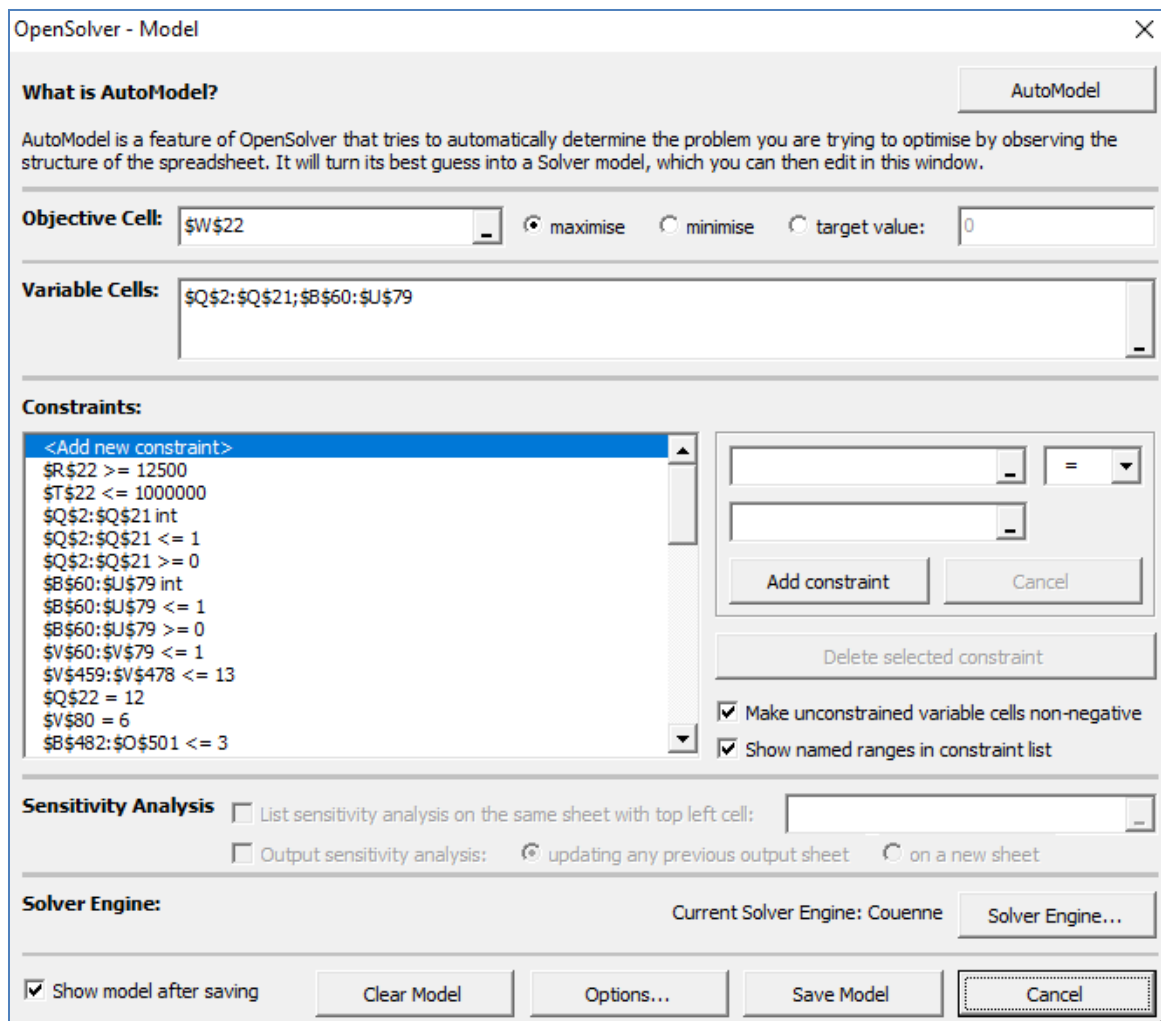 OpenSolver - Model
What is AutoModel?
AutoModel
AutoModel is a feature of OpenSolver that tries to automatically determine the problem you are trying to optimise by observing the
structure of the spreadsheet. It will turn its best guess into a Solver model, which you can then edit in this window.
Objective Cell: $W$22 maximise minimise target value: 0
Variable Cells: $Q$2:$Q$21;$B$60:$U$79
Constraints:
<Add new constraint>
$R$22 >= 12500
$T$22 <= 1000000
$Q$2:$Q$21 int
$Q$2:$Q$21 <= 1
$Q$2:$Q$21 >= 0
$B$60:$U$79 int
$B$60:$U$79 <= 1
$B$60:$U$79 >= 0
$V$60:$V$79 <= 1
$V$459:$V$478 <= 13
$Q$22 = 12
$V$80 = 6
$B$482:$O$501 <= 3
=
Add constraint Cancel
Delete selected constraint
Make unconstrained variable cells non-negative
Show named ranges in constraint list
Sensitivity Analysis List sensitivity analysis on the same sheet with top left cell:
Output sensitivity analysis: updating any previous output sheet on a new sheet
Solver Engine: Current Solver Engine: Couenne Solver Engine...
Show model after saving Clear Model Options... Save Model Cancel